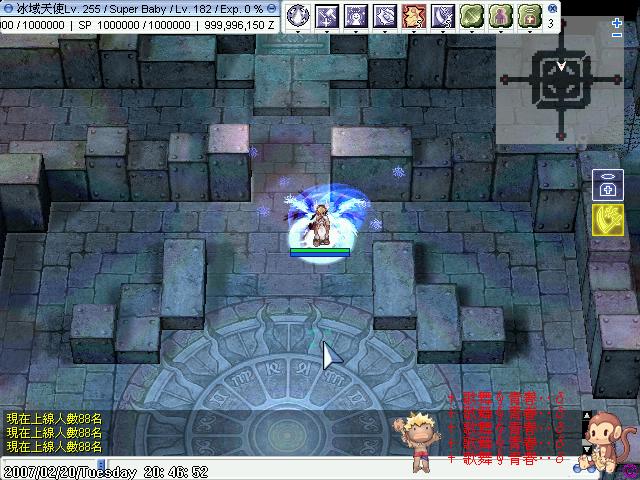 冰域天使Lv. 255 / Super Baby / Lv. 182 / Exp. 0 %
00 / 1000000 | SP 1000000 / 1000000 | 999,996,150 Z
3
現在上線人數88名
現在上線人數88名
現在上線人數88名
2007/02/20/Tuesday 20:46:52